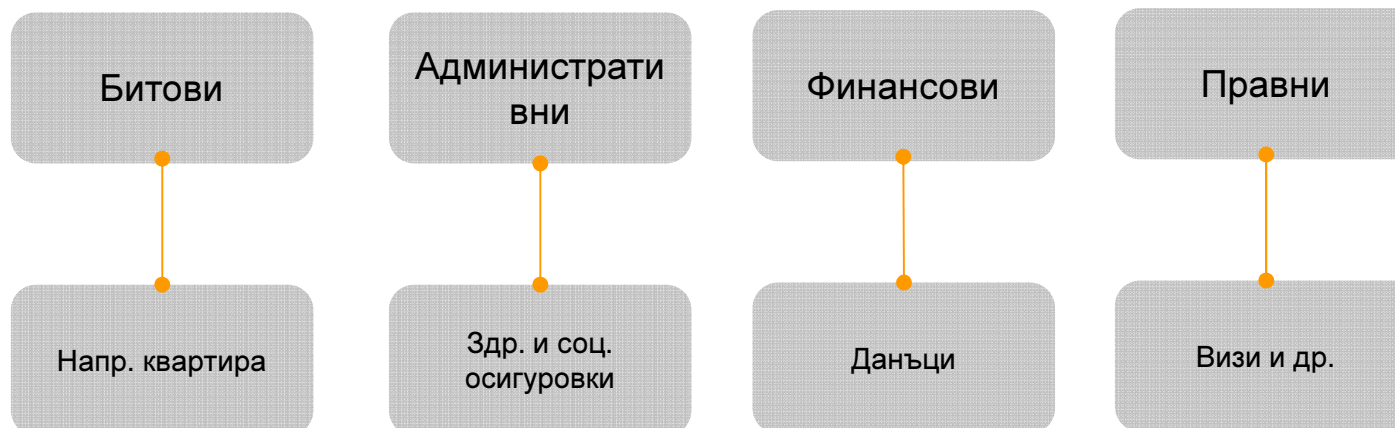 Битови
Администрати
вни
Финансови
Правни
Напр. квартира
Здр. и соц.
осигуровки
Данъци
Визи и др.